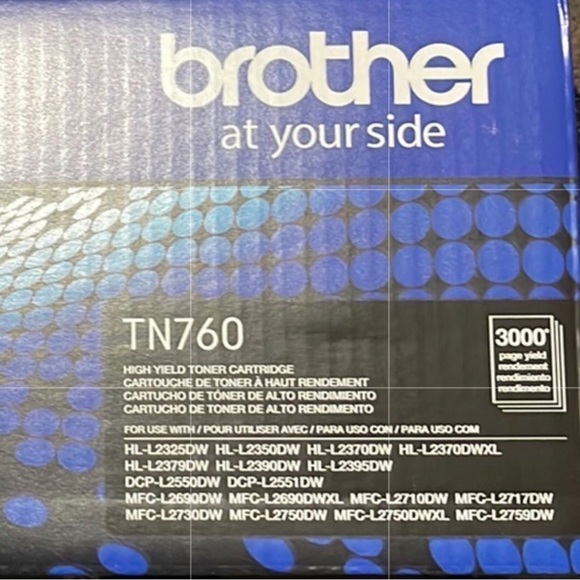 brother
at your side
TN760
HIGH YIELD TONER CARTRIDGE
CARTOUCHE DE TONER À HAUT RENDEMENT
CARTUCHO DE TÓNER DE ALTO RENDIMIENTO
CARTUCHO DE TONER DE ALTO RENDIMENTO
3000*
page yield
rendement
rendimiento
rendimento
FOR USE WITH / POUR UTILISER AVEC / PARA USO CON / PARA USO COM
HL-L2325DW HL-L2350DW HL-L2370DW HL-L2370DWXL
HL-L2379DW HL-L2390DW HL-L2395DW
DCP-L2550DW DCP-L2551DW
MFC-L2690DW MFC-L2690DWXL MFC-L2710DW MFC-L2717DW
MFC-L2730DW MFC-L2750DW MFC-L2750DWXL MFC-L2759DW